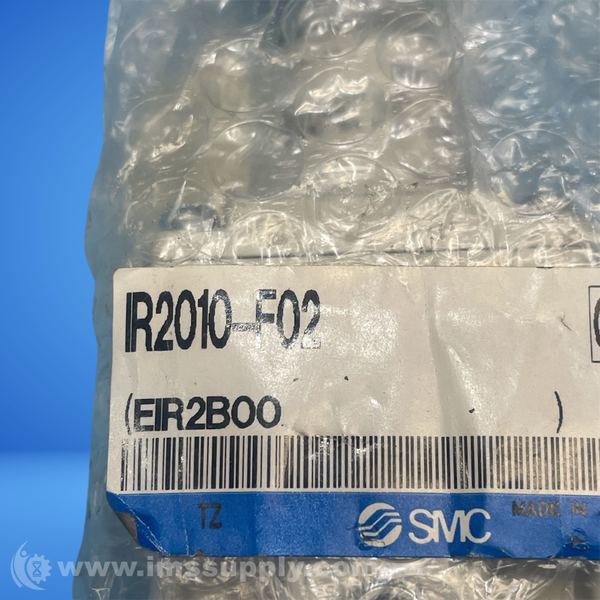 IR2010-F02
(EIR2B00 )
TZ SMC MADE IN
www.imssupply.com